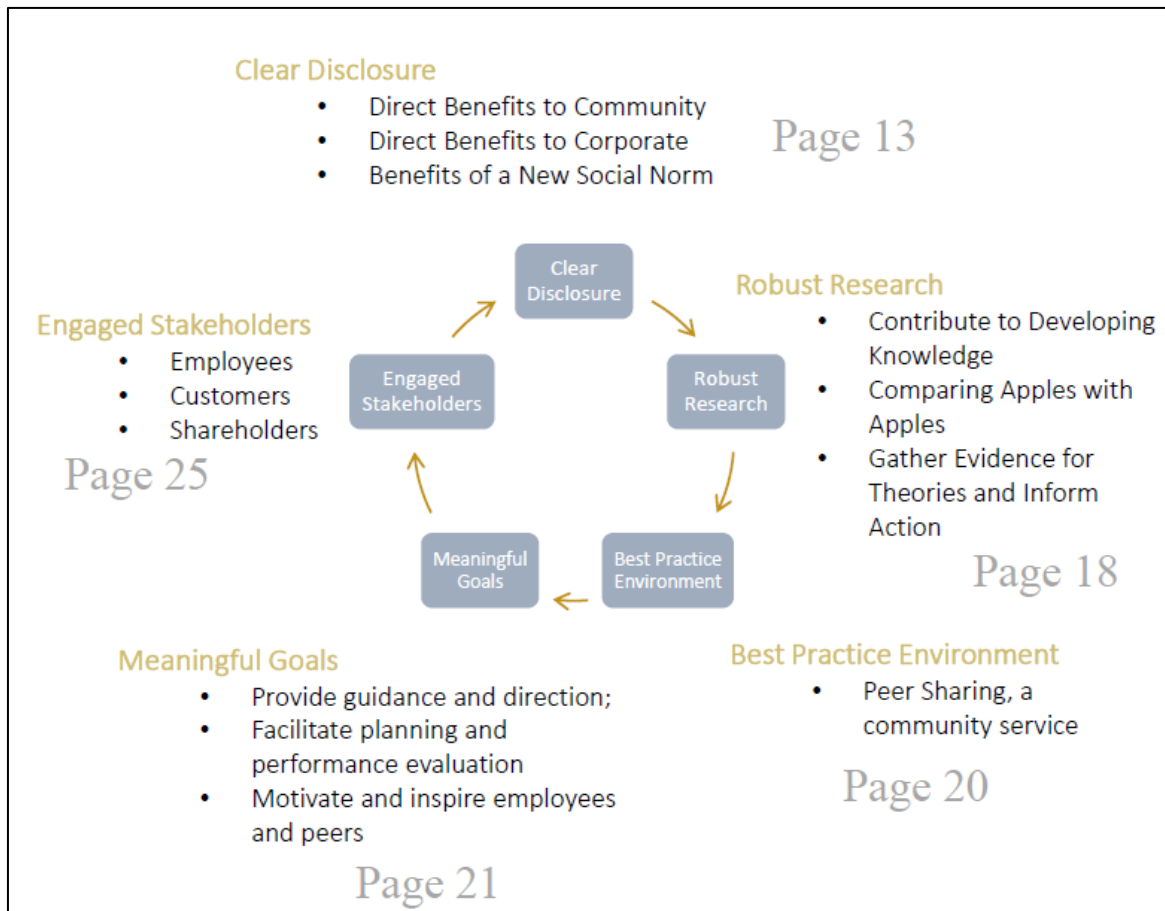 Clear Disclosure
• Direct Benefits to Community
• Direct Benefits to Corporate
• Benefits of a New Social Norm
Page 13
Clear
Disclosure
Robust Research
• Contribute to Developing
Knowledge
• Comparing Apples with
Apples
• Gather Evidence for
Theories and Inform
Action
Page 18
Engaged Stakeholders
• Employees
• Customers
• Shareholders
Page 25
Engaged
Stakeholders
Robust
Research
Meaningful
Goals
Best Practice
Environment
Meaningful Goals
• Provide guidance and direction;
• Facilitate planning and
performance evaluation
• Motivate and inspire employees
and peers
Page 21
Best Practice Environment
• Peer Sharing, a
community service
Page 20